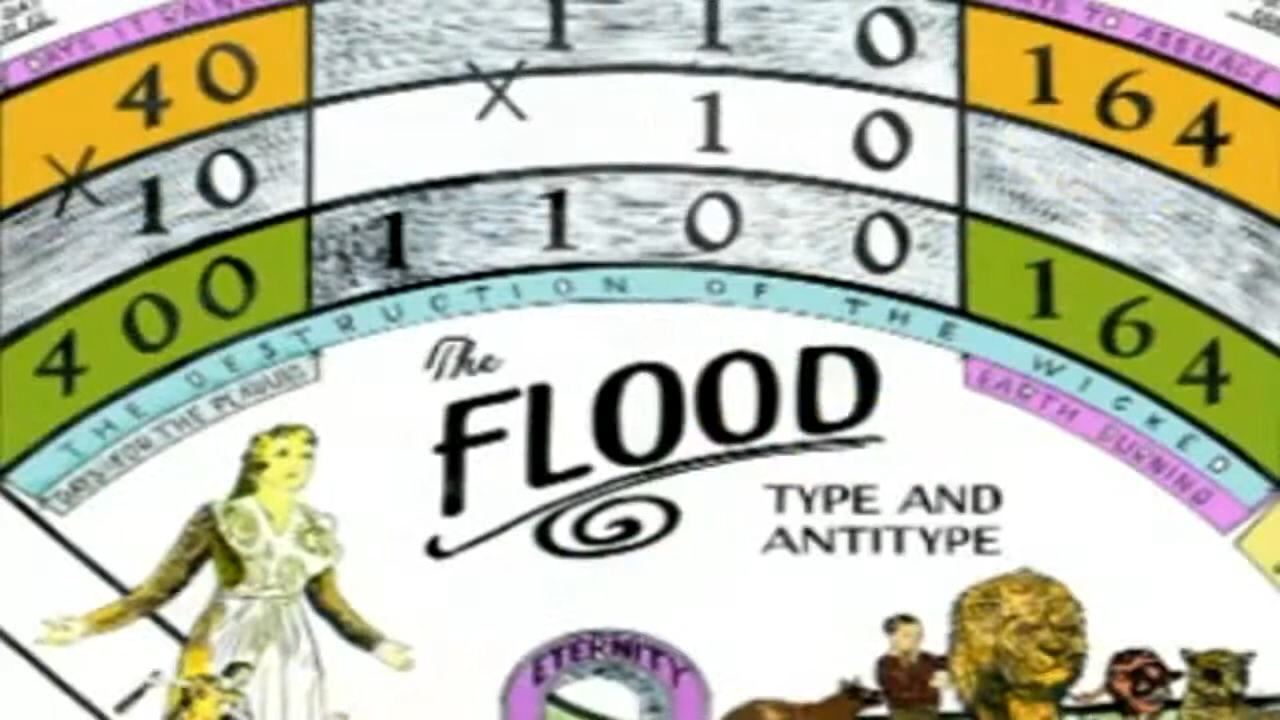 DAYS IT RAINED
DAYS TO ASSUAGE
40
110
164
X 10
X 10
400
1100
164
THE DESTRUCTION OF THE WICKED
DAYS FOR THE
EARTH BURNING
The
FLOOD
TYPE AND
ANTITYPE
ETERNITY